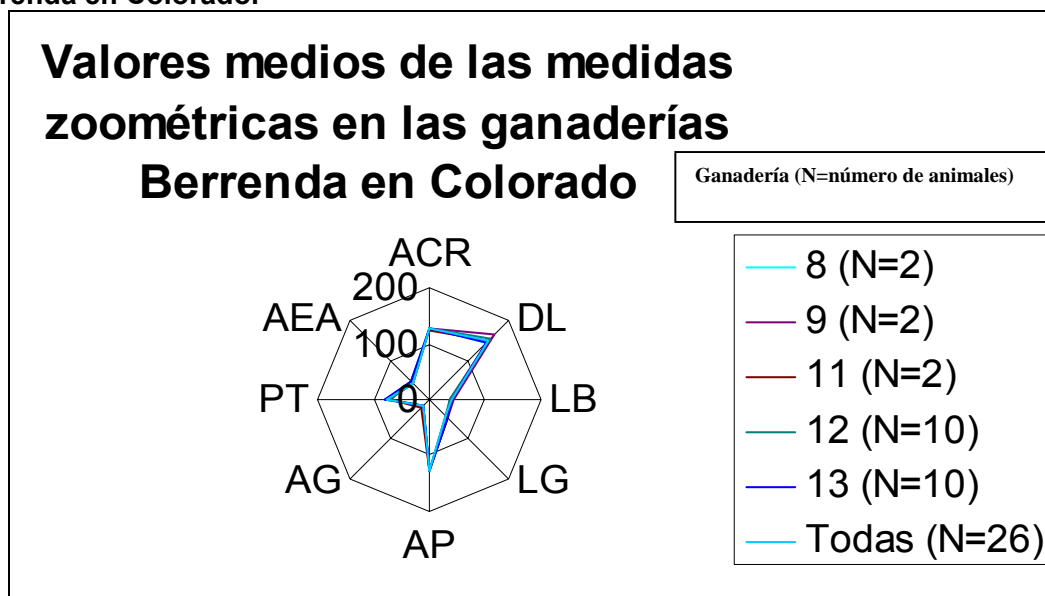 Valores medios de las medidas
zoométricas en las ganaderías
Berrenda en Colorado
Ganadería (N=número de animales)
ACR
200
AEA
DL
100
PT
0
LB
AG
LG
AP
8 (N=2)
9 (N=2)
11 (N=2)
12 (N=10)
13 (N=10)
Todas (N=26)